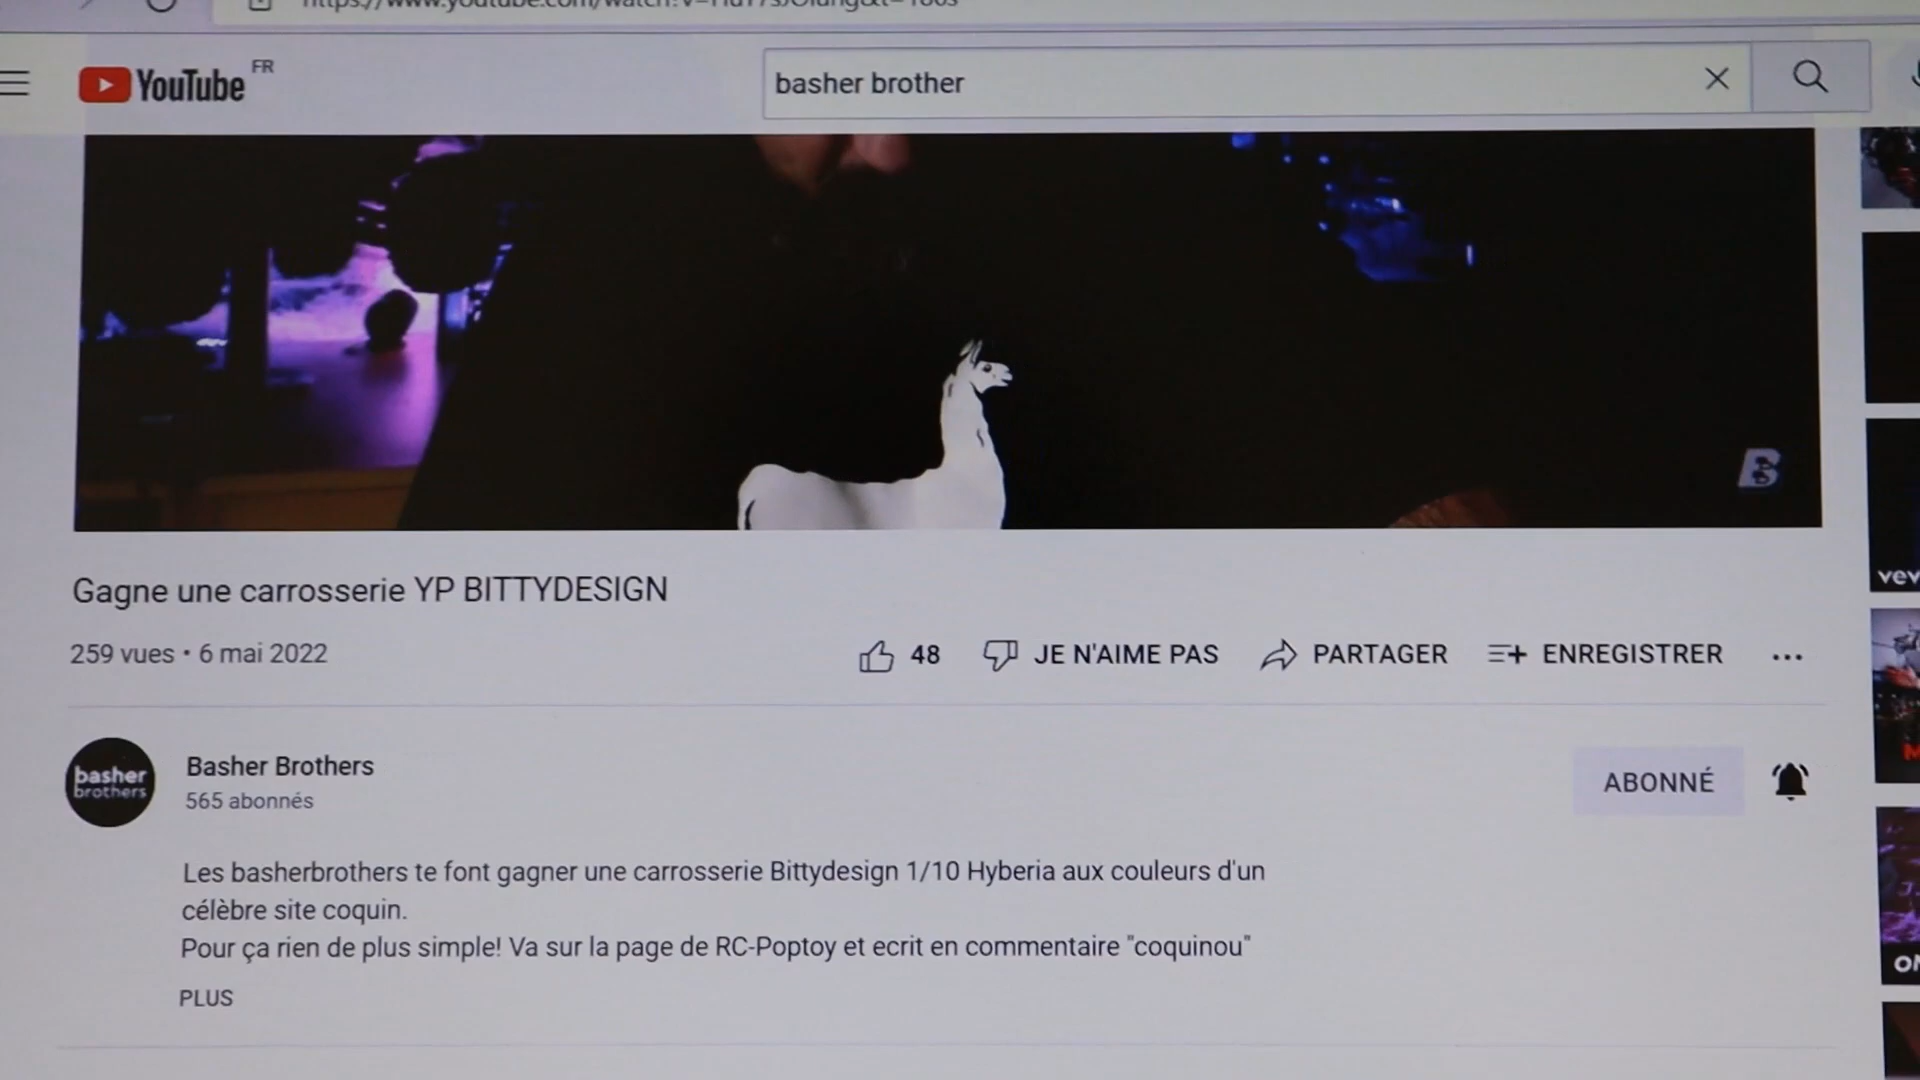 YouTube FR
basher brother
B
vev
Gagne une carrosserie YP BITTYDESIGN
259 vues • 6 mai 2022
48 JE N'AIME PAS PARTAGER ENREGISTRER ...
basher
brothers
Basher Brothers
565 abonnés
ABONNÉ
Les basherbrothers te font gagner une carrosserie Bittydesign 1/10 Hyberia aux couleurs d'un
célèbre site coquin.
Pour ça rien de plus simple! Va sur la page de RC-Poptoy et ecrit en commentaire "coquinou"
PLUS